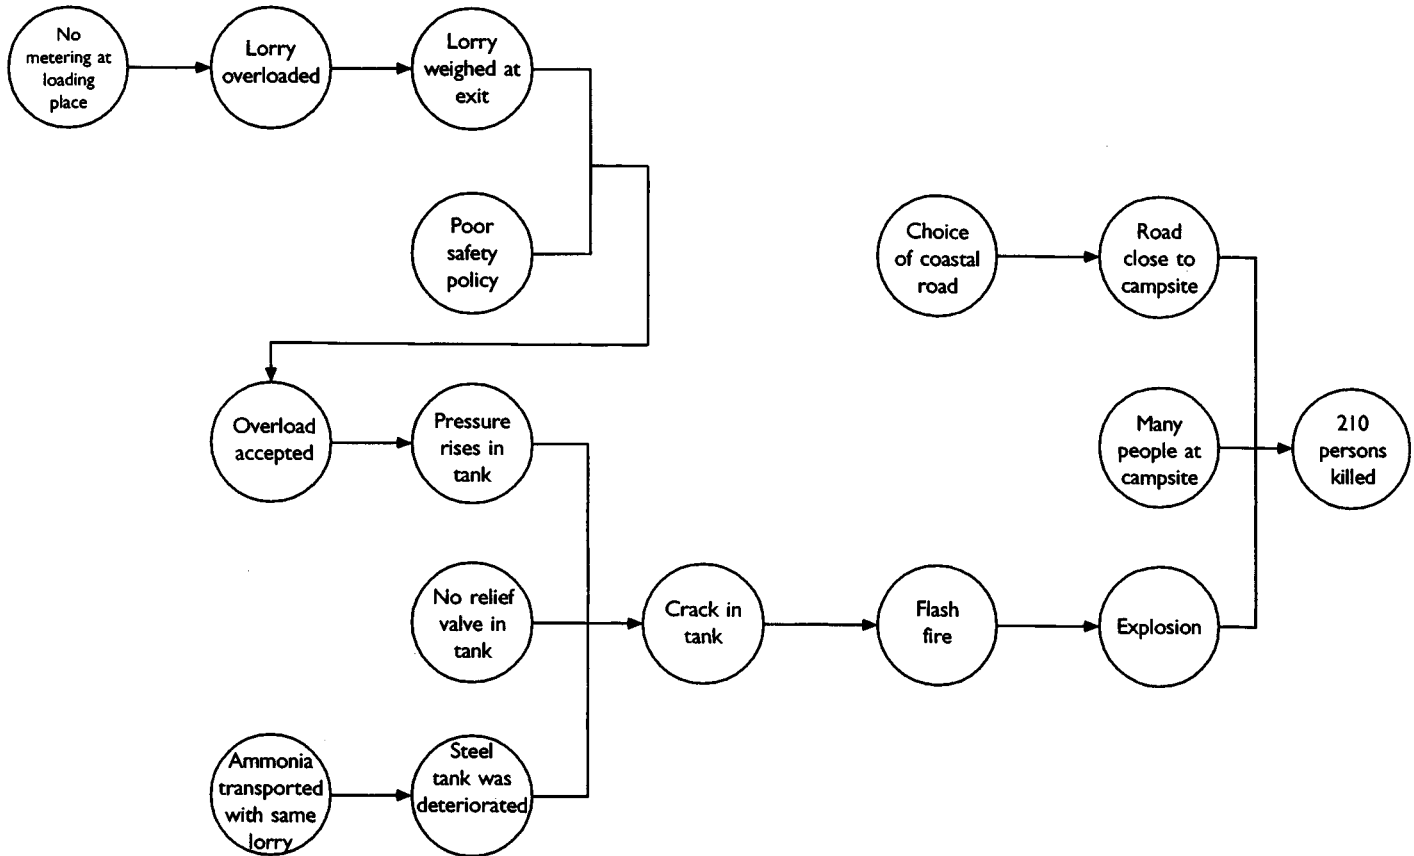 No
metering at
loading
place
Lorry
overloaded
Lorry
weighed at
exit
Poor
safety
policy
Choice
of coastal
road
Road
close to
campsite
Overload
accepted
Pressure
rises in
tank
Many
people at
campsite
210
persons
killed
No relief
valve in
tank
Crack in
tank
Flash
fire
Explosion
Ammonia
transported
with same
lorry
Steel
tank was
deteriorated